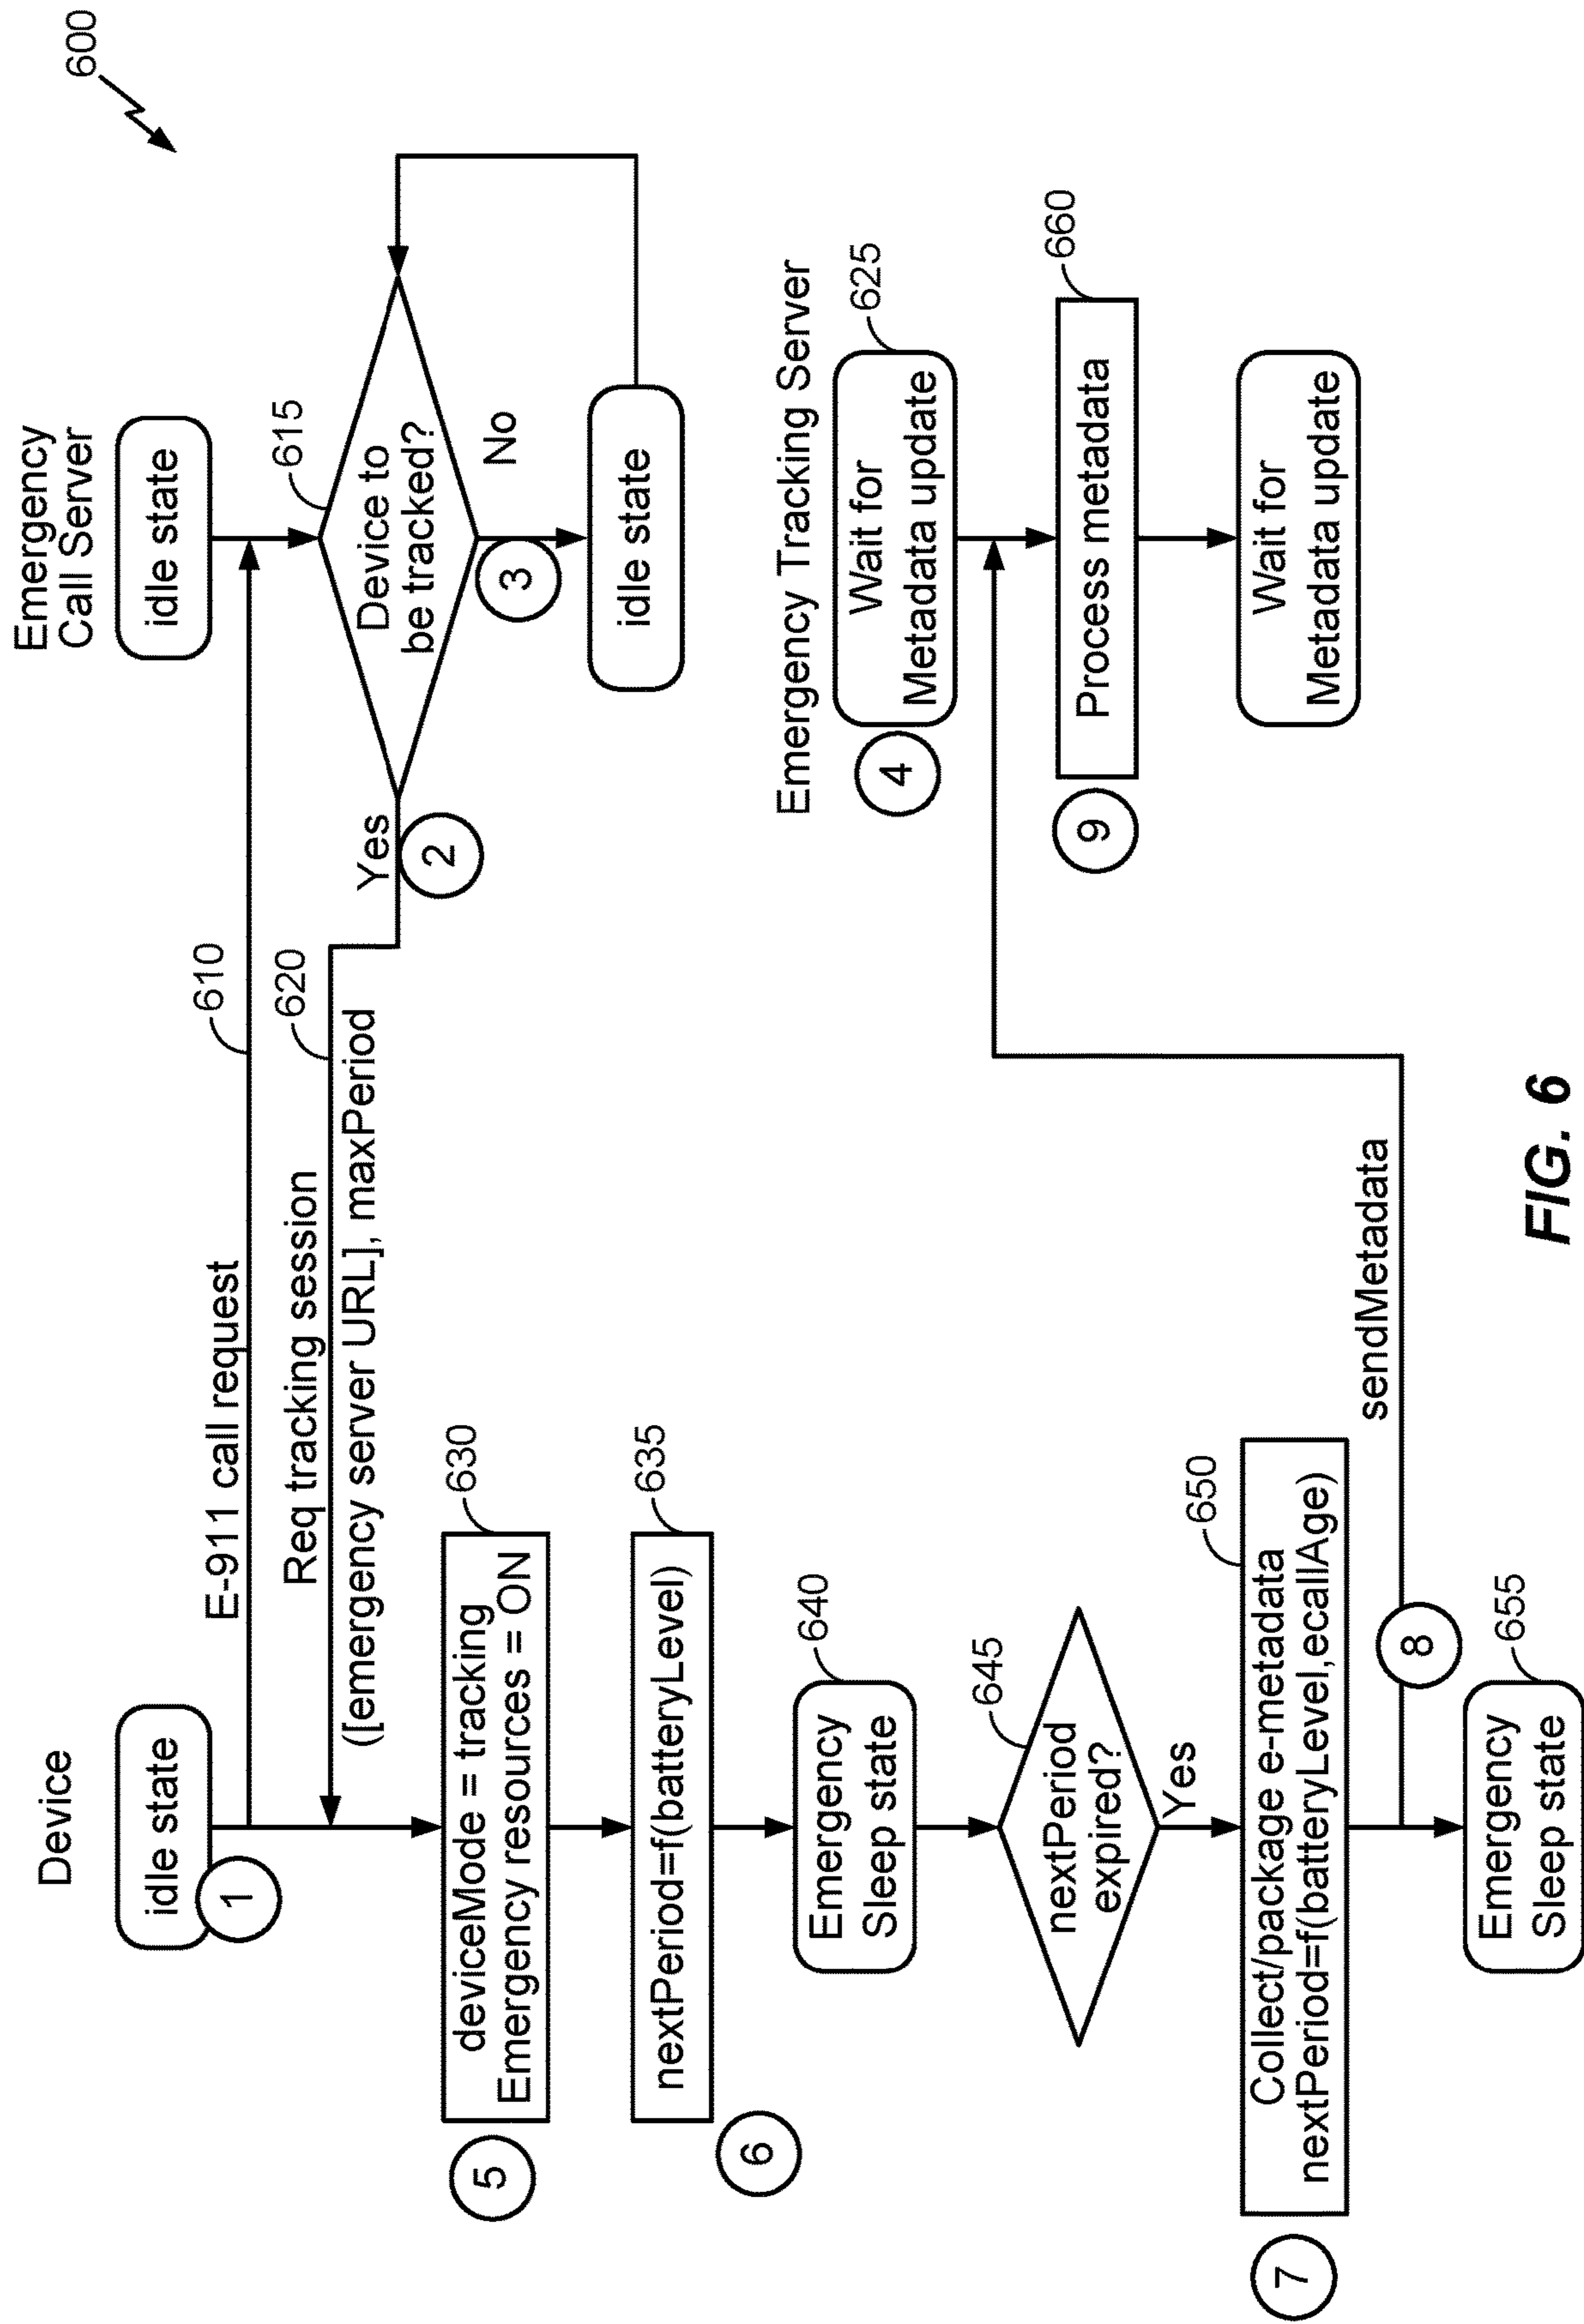 600
Device
Emergency
Call Server
idle state
1
idle state
E-911 call request
610
Req tracking session
620
([emergency server URL], maxPeriod
615
Device to
be tracked?
Yes
2
No
3
idle state
deviceMode = tracking
Emergency resources = ON
630
5
nextPeriod=f(batteryLevel)
635
6
Emergency
Sleep state
640
nextPeriod
expired?
645
Yes
Collect/package e-metadata
nextPeriod=f(batteryLevel,ecallAge)
650
7
sendMetadata
8
Emergency
Sleep state
655
Emergency Tracking Server
Wait for
Metadata update
625
4
Process metadata
660
9
Wait for
Metadata update
FIG. 6